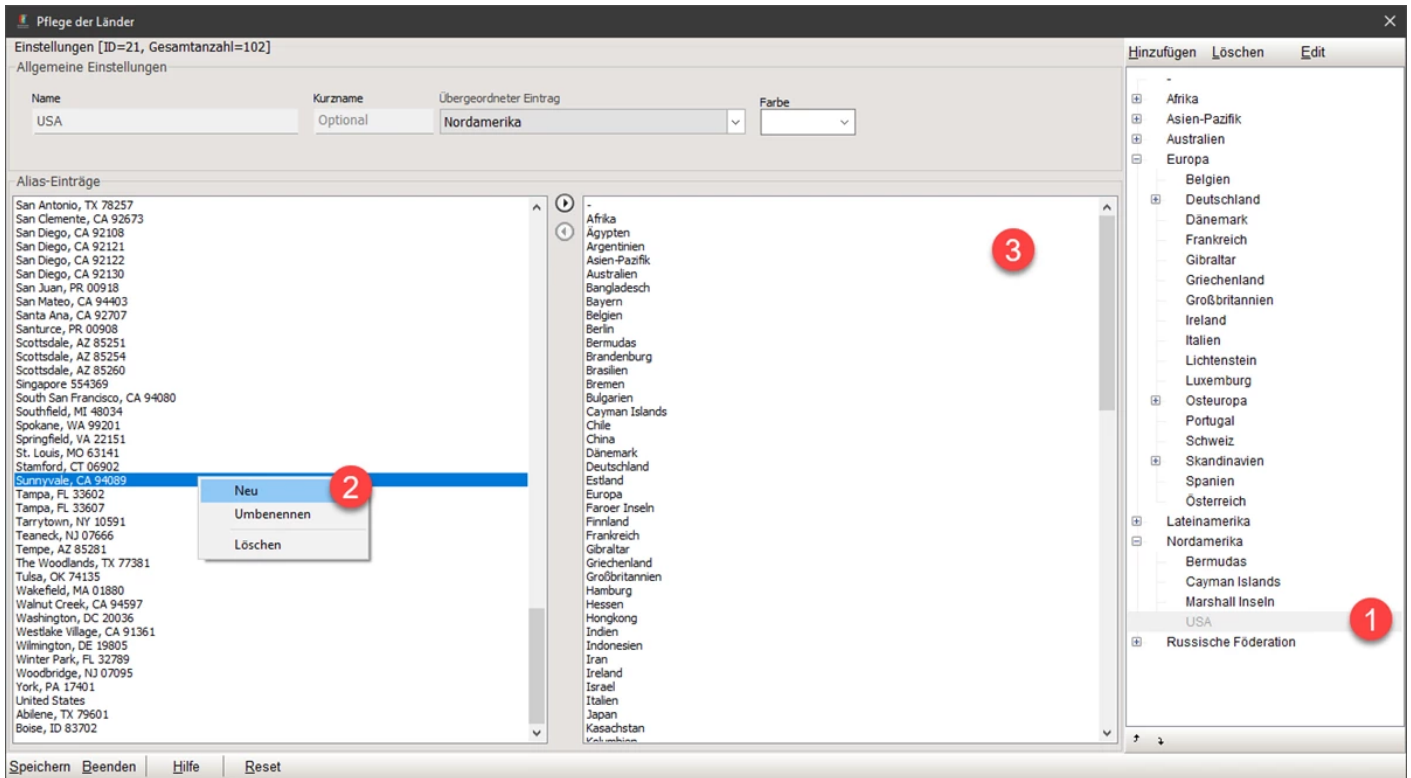 Pflege der Länder
Einstellungen [ID=21, Gesamtanzahl=102]
Allgemeine Einstellungen
Name
Kurzname
Übergeordneter Eintrag
Farbe
USA
Optional
Nordamerika
Alias-Einträge
San Antonio, TX 78257
San Clemente, CA 92673
San Diego, CA 92108
San Diego, CA 92121
San Diego, CA 92122
San Diego, CA 92130
San Juan, PR 00918
San Mateo, CA 94403
Santa Ana, CA 92707
Santurce, PR 00908
Scottsdale, AZ 85251
Scottsdale, AZ 85254
Scottsdale, AZ 85260
Singapore 554369
South San Francisco, CA 94080
Southfield, MI 48034
Spokane, WA 99201
Springfield, VA 22151
St. Louis, MO 63141
Stamford, CT 06902
Sunnyvale, CA 94089
Tampa, FL 33602
Tampa, FL 33607
Tarrytown, NY 10591
Teaneck, NJ 07666
Tempe, AZ 85281
The Woodlands, TX 77381
Tulsa, OK 74135
Wakefield, MA 01880
Walnut Creek, CA 94597
Washington, DC 20036
Westlake Village, CA 91361
Wilmington, DE 19805
Winter Park, FL 32789
Woodbridge, NJ 07095
York, PA 17401
United States
Abilene, TX 79601
Boise, ID 83702
Neu
2
Umbenennen
Löschen
-
Afrika
Ägypten
Argentinien
Asien-Pazifik
Australien
Bangladesch
Bayern
Belgien
Berlin
Bermudas
Brandenburg
Brasilien
Bremen
Bulgarien
Cayman Islands
Chile
China
Dänemark
Deutschland
Estland
Europa
Faroer Inseln
Finnland
Frankreich
Gibraltar
Griechenland
Großbritannien
Hamburg
Hessen
Hongkong
Indien
Indonesien
Iran
Ireland
Israel
Italien
Japan
Kasachstan
Kolumbien
3
Hinzufügen Löschen Edit
-
Afrika
Asien-Pazifik
Australien
Europa
Belgien
Deutschland
Dänemark
Frankreich
Gibraltar
Griechenland
Großbritannien
Ireland
Italien
Lichtenstein
Luxemburg
Osteuropa
Portugal
Schweiz
Skandinavien
Spanien
Österreich
Lateinamerika
Nordamerika
Bermudas
Cayman Islands
Marshall Inseln
USA
1
Russische Föderation
Speichern Beenden Hilfe Reset